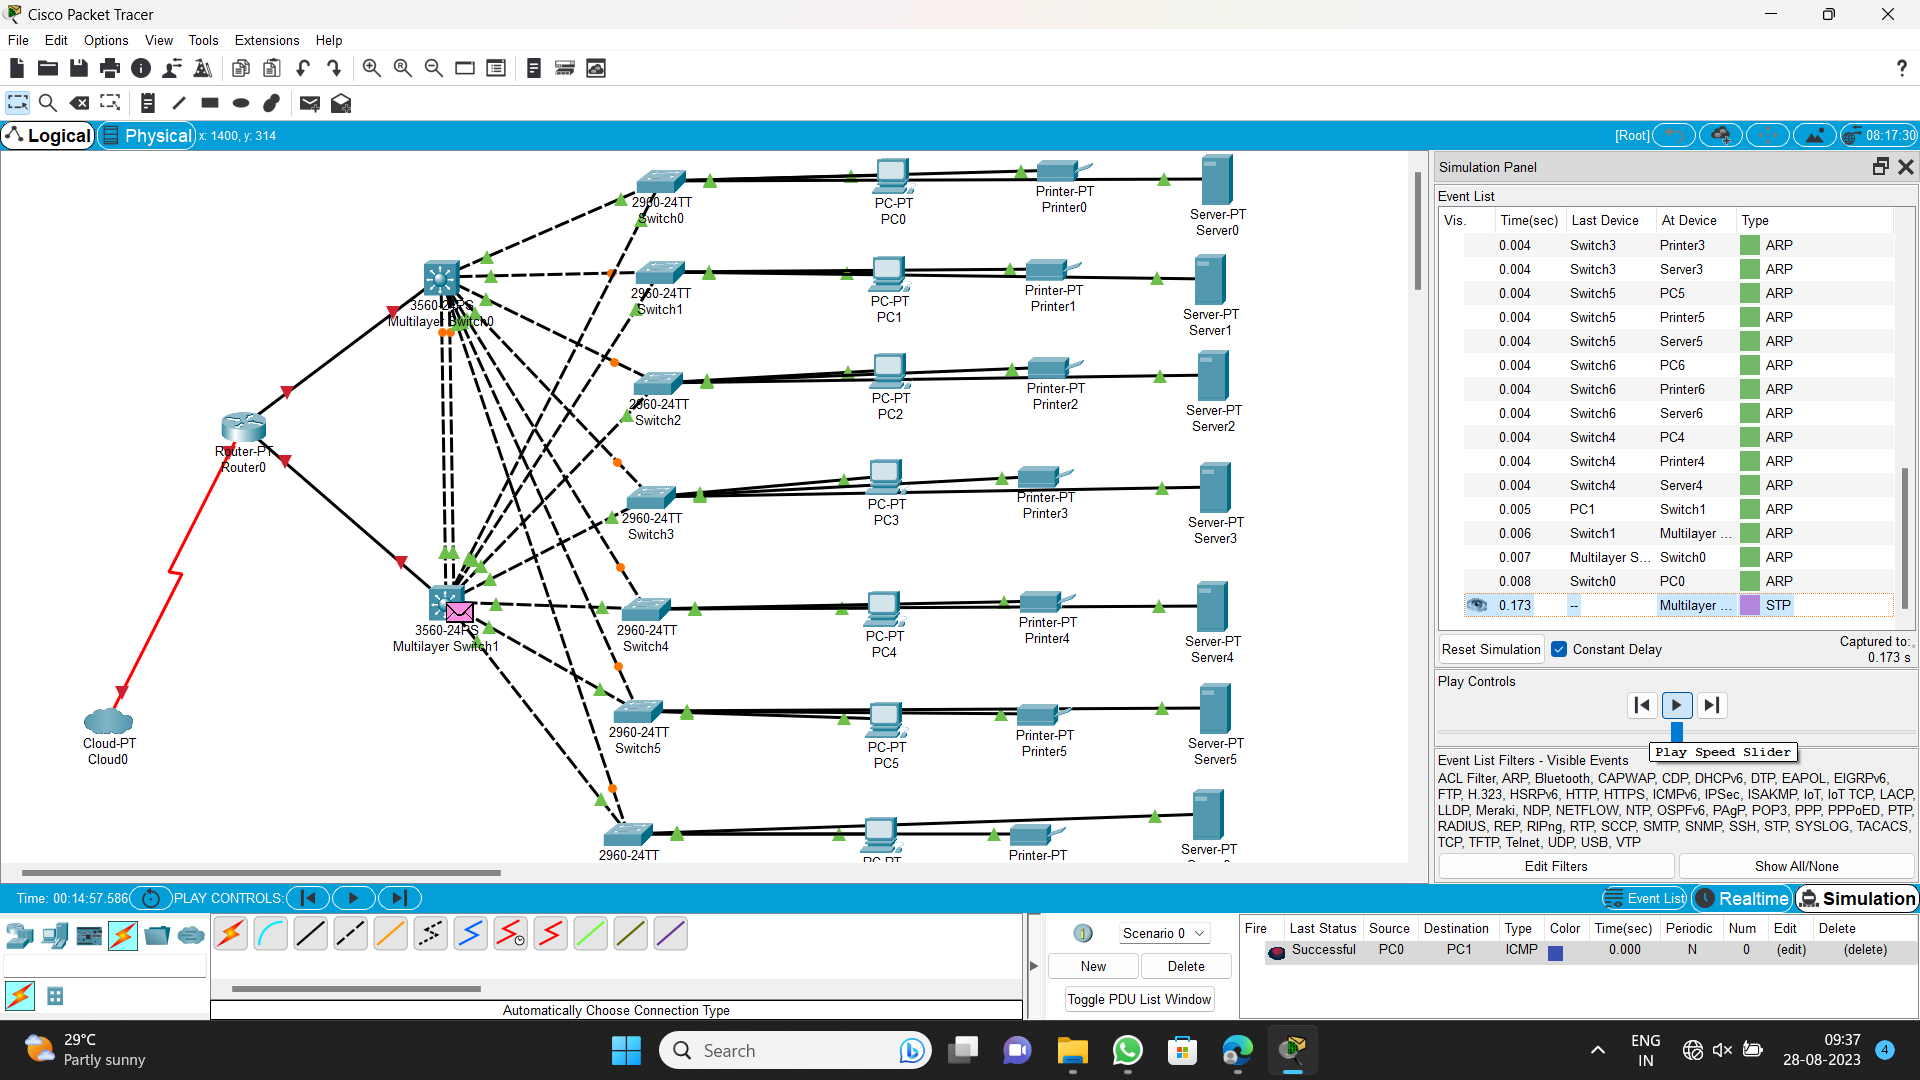 Cisco Packet Tracer
File Edit Options View Tools Extensions Help
?
Logical Physical x: 1400, y: 314 [Root] 08:17:30
2960-24TT
Switch0
PC-PT
PC0
Printer-PT
Printer0
Server-PT
Server0
3560-24PS
Multilayer Switch0
2960-24TT
Switch1
PC-PT
PC1
Printer-PT
Printer1
Server-PT
Server1
2960-24TT
Switch2
PC-PT
PC2
Printer-PT
Printer2
Server-PT
Server2
Router-PT
Router0
2960-24TT
Switch3
PC-PT
PC3
Printer-PT
Printer3
Server-PT
Server3
3560-24PS
Multilayer Switch1
2960-24TT
Switch4
PC-PT
PC4
Printer-PT
Printer4
Server-PT
Server4
Cloud-PT
Cloud0
2960-24TT
Switch5
PC-PT
PC5
Printer-PT
Printer5
Server-PT
Server5
2960-24TT
PC-PT
Printer-PT
Server-PT
Simulation Panel
Event List
Vis. Time(sec) Last Device At Device Type
0.004 Switch3 Printer3 ARP
0.004 Switch3 Server3 ARP
0.004 Switch5 PC5 ARP
0.004 Switch5 Printer5 ARP
0.004 Switch5 Server5 ARP
0.004 Switch6 PC6 ARP
0.004 Switch6 Printer6 ARP
0.004 Switch6 Server6 ARP
0.004 Switch4 PC4 ARP
0.004 Switch4 Printer4 ARP
0.004 Switch4 Server4 ARP
0.005 PC1 Switch1 ARP
0.006 Switch1 Multilayer ... ARP
0.007 Multilayer S... Switch0 ARP
0.008 Switch0 PC0 ARP
0.173 -- Multilayer ... STP
Reset Simulation Constant Delay Captured to:
0.173 s
Play Controls
Play Speed Slider
Event List Filters - Visible Events
ACL Filter, ARP, Bluetooth, CAPWAP, CDP, DHCPv6, DTP, EAPOL, EIGRPv6,
FTP, H.323, HSRPv6, HTTP, HTTPS, ICMPv6, IPSec, ISAKMP, IoT, IoT TCP, LACP,
LLDP, Meraki, NDP, NETFLOW, NTP, OSPFv6, PAgP, POP3, PPP, PPPoED, PTP,
RADIUS, REP, RIPng, RTP, SCCP, SMTP, SNMP, SSH, STP, SYSLOG, TACACS,
TCP, TFTP, Telnet, UDP, USB, VTP
Edit Filters Show All/None
Time: 00:14:57.586 PLAY CONTROLS: Event List Realtime Simulation
Automatically Choose Connection Type
Scenario 0
New Delete
Toggle PDU List Window
Fire Last Status Source Destination Type Color Time(sec) Periodic Num Edit Delete
Successful PC0 PC1 ICMP 0.000 N 0 (edit) (delete)
29°C
Partly sunny
Search
ENG
IN
09:37
28-08-2023
4